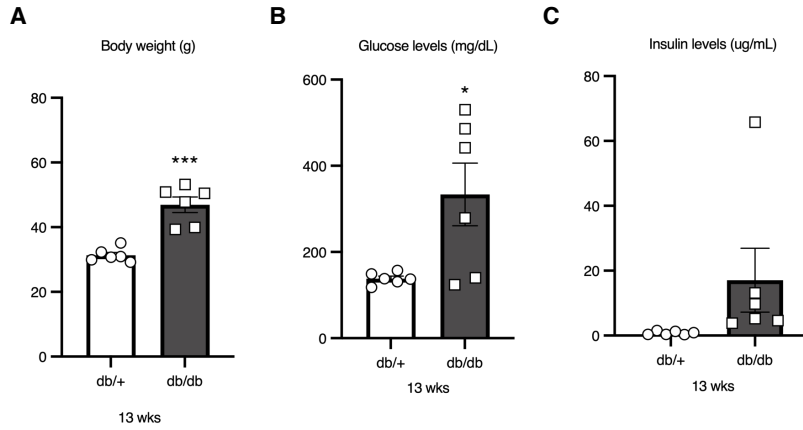 A
Body weight (g)
80
60
40
20
0
***
db/+
db/db
13 wks
B
Glucose levels (mg/dL)
600
400
200
0
*
db/+
db/db
13 wks
C
Insulin levels (ug/mL)
80
60
40
20
0
db/+
db/db
13 wks